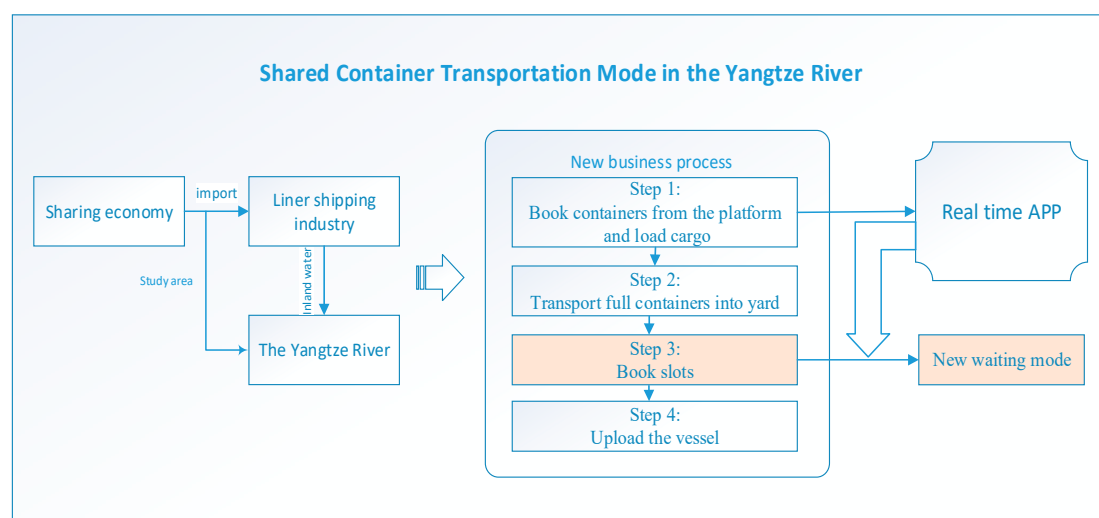 Shared Container Transportation Mode in the Yangtze River
Sharing economy
import
Liner shipping
industry
Study area
Inland water
The Yangtze River
New business process
Step 1:
Book containers from the platform
and load cargo
Step 2:
Transport full containers into yard
Step 3:
Book slots
Step 4:
Upload the vessel
Real time APP
New waiting mode